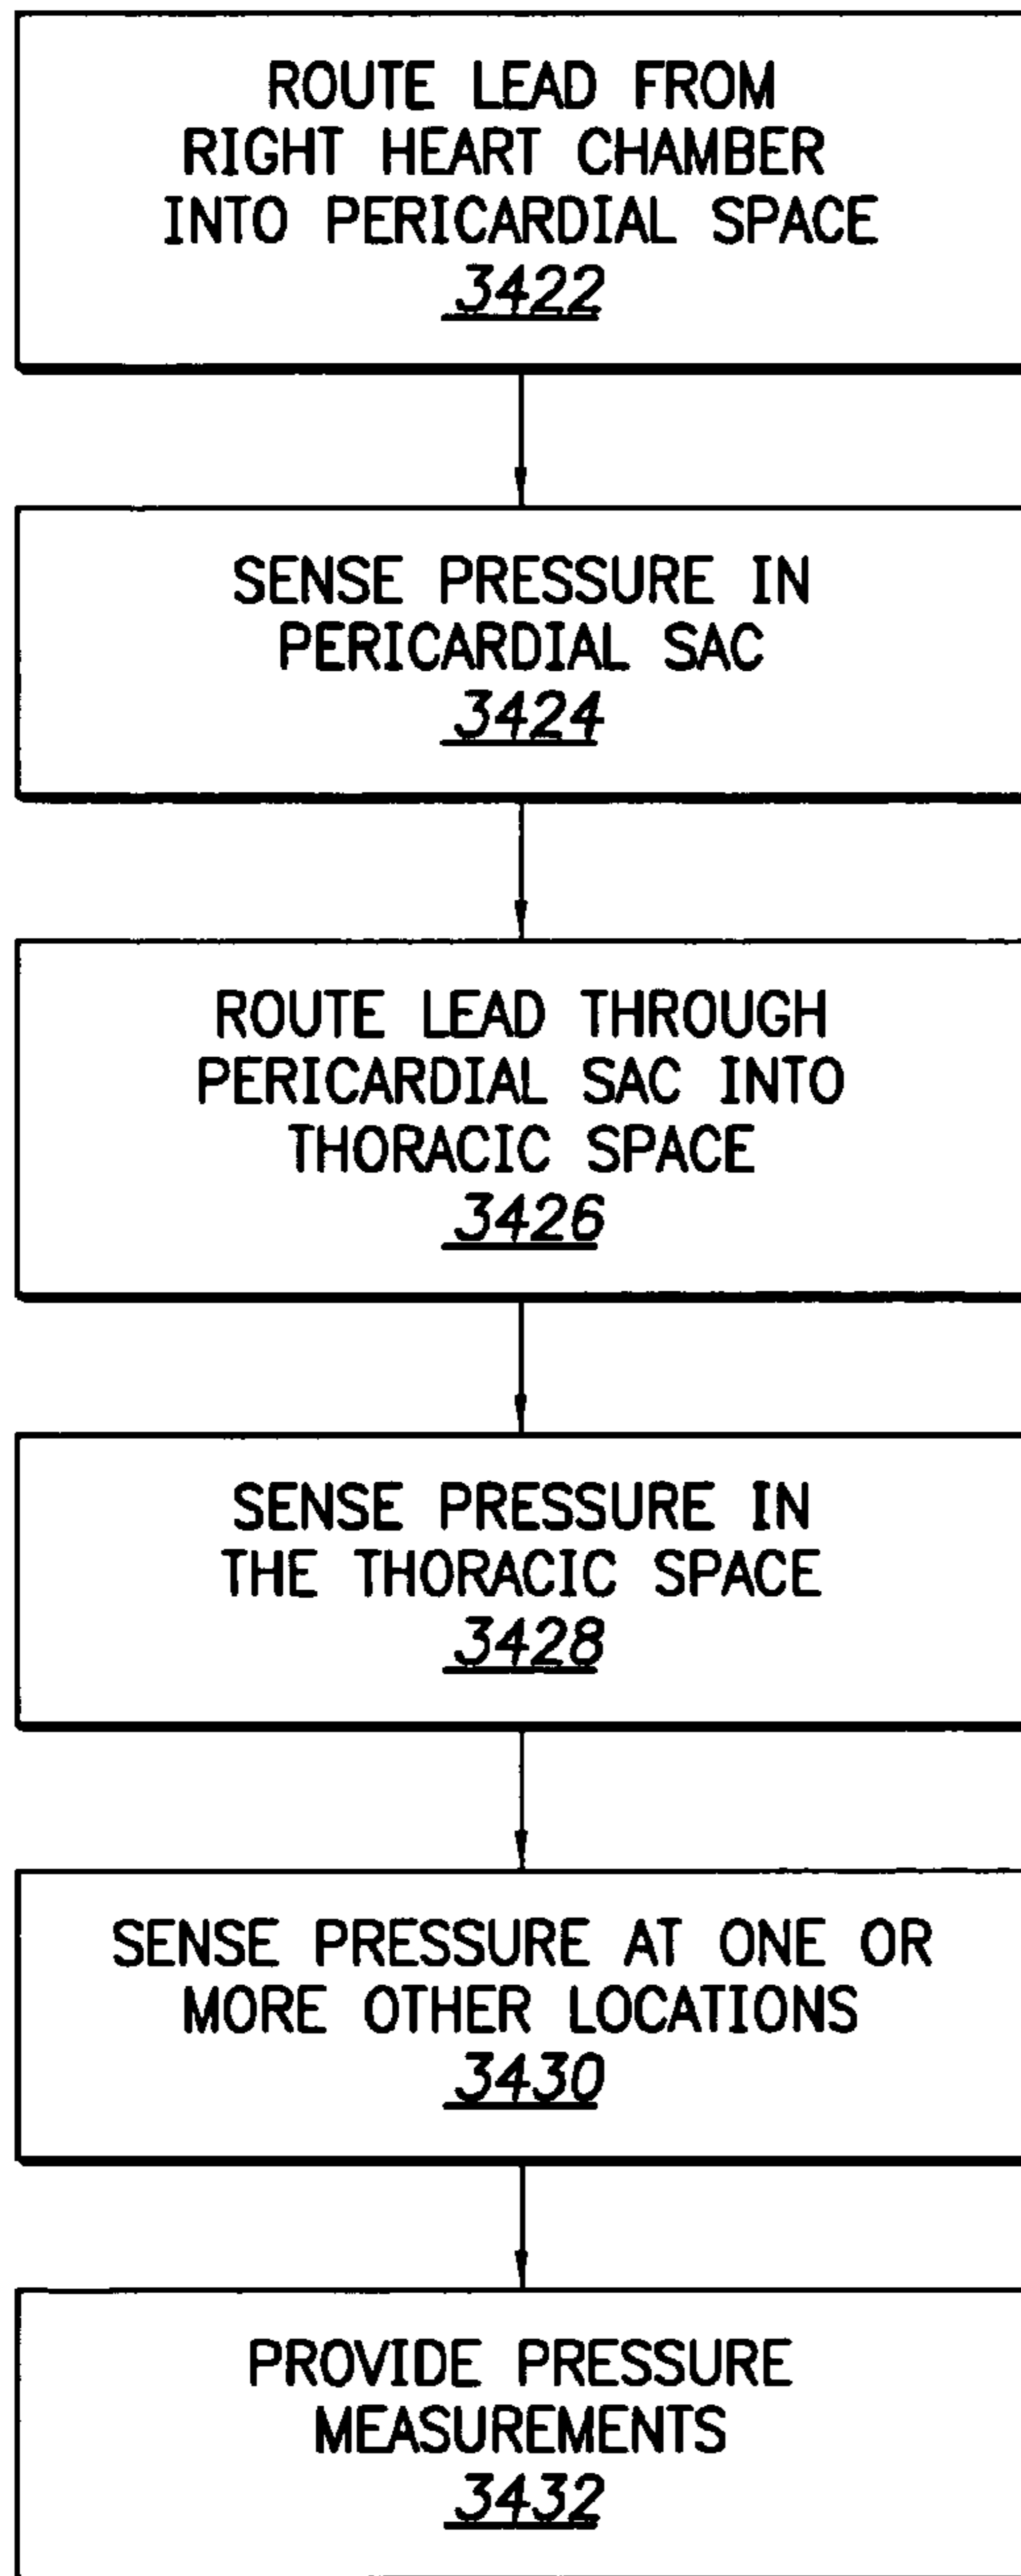 ROUTE LEAD FROM
RIGHT HEART CHAMBER
INTO PERICARDIAL SPACE
3422
SENSE PRESSURE IN
PERICARDIAL SAC
3424
ROUTE LEAD THROUGH
PERICARDIAL SAC INTO
THORACIC SPACE
3426
SENSE PRESSURE IN
THE THORACIC SPACE
3428
SENSE PRESSURE AT ONE OR
MORE OTHER LOCATIONS
3430
PROVIDE PRESSURE
MEASUREMENTS
3432